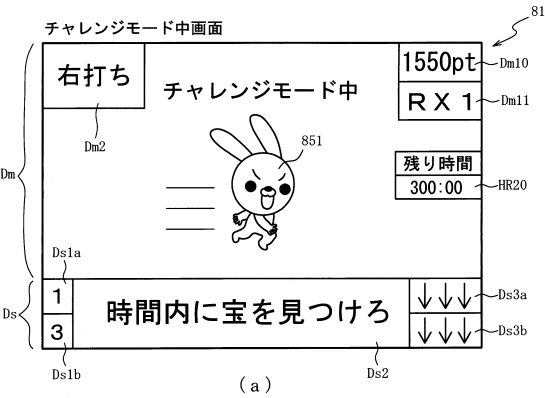 チャレンジモード中画面
81
右打ち
1550pt
Dm10
チャレンジモード中
RX1
Dm11
Dm2
851
Dm
残り時間
300:00
HR20
Ds1a
1
Ds3a
Ds
時間内に宝を見つけろ
3
Ds3b
Ds1b
Ds2
(a)